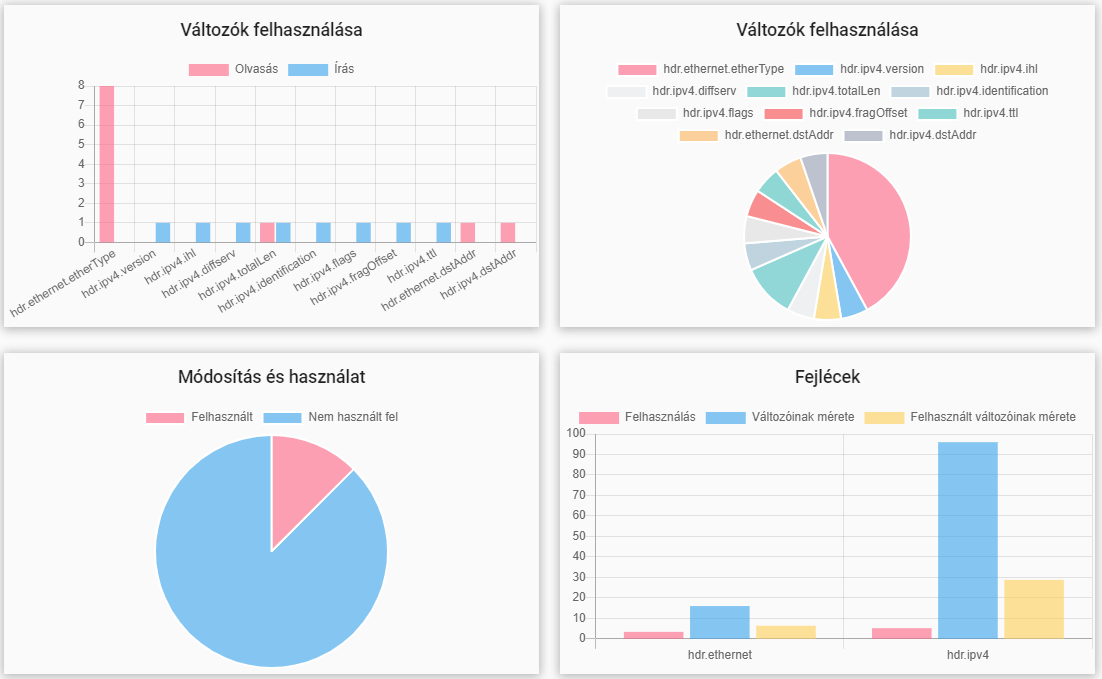 Változók felhasználása
Olvasás Írás
8
7
6
5
4
3
2
1
0
hdr.ethernet.etherType hdr.ipv4.version hdr.ipv4.ihl hdr.ipv4.diffserv hdr.ipv4.totalLen hdr.ipv4.identification hdr.ipv4.flags hdr.ipv4.fragOffset hdr.ipv4.ttl hdr.ethernet.dstAddr hdr.ipv4.dstAddr
Változók felhasználása
hdr.ethernet.etherType hdr.ipv4.version hdr.ipv4.ihl
hdr.ipv4.diffserv hdr.ipv4.totalLen hdr.ipv4.identification
hdr.ipv4.flags hdr.ipv4.fragOffset hdr.ipv4.ttl
hdr.ethernet.dstAddr hdr.ipv4.dstAddr
Módosítás és használat
Felhasznált Nem használt fel
Fejlécek
Felhasználás Változóinak mérete Felhasznált változóinak mérete
100
90
80
70
60
50
40
30
20
10
0
hdr.ethernet hdr.ipv4